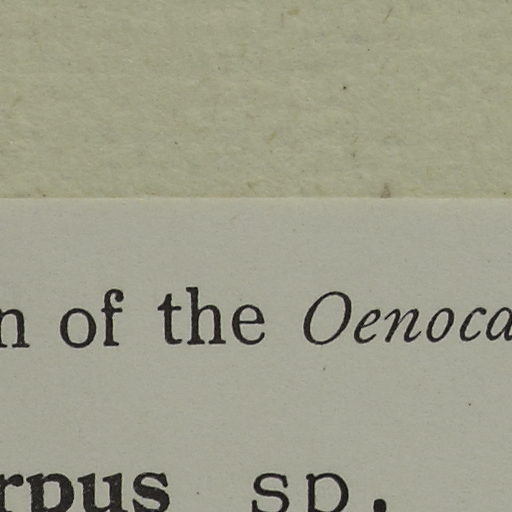 n of the Oenoca
rpus sp.